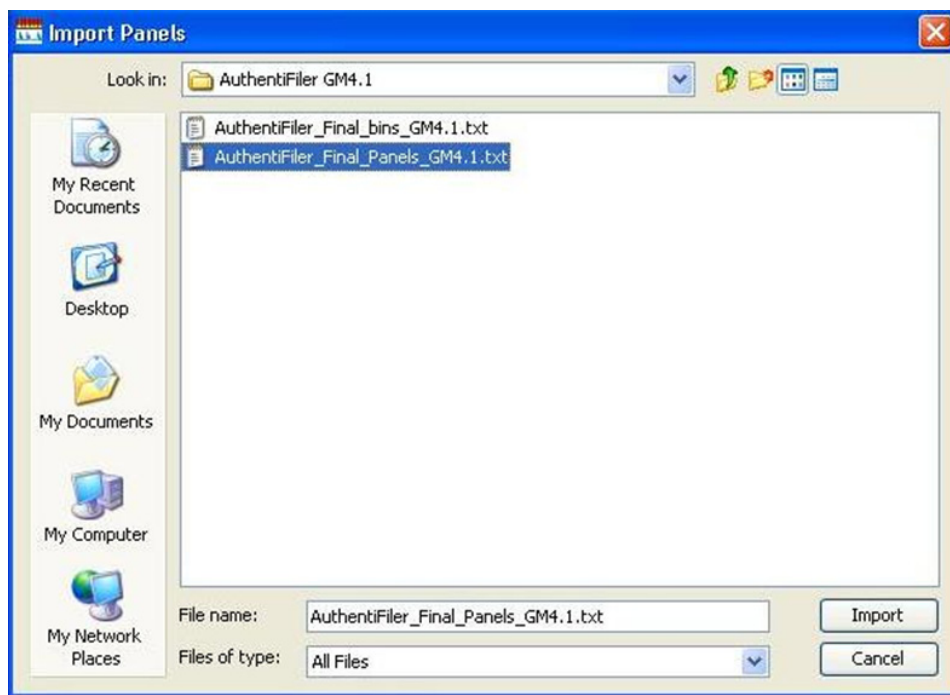 Import Panels
Look in:
AuthentiFiler GM4.1
AuthentiFiler_Final_bins_GM4.1.txt
AuthentiFiler_Final_Panels_GM4.1.txt
My Recent
Documents
Desktop
My Documents
My Computer
My Network
Places
File name:
AuthentiFiler_Final_Panels_GM4.1.txt
Import
Files of type:
All Files
Cancel